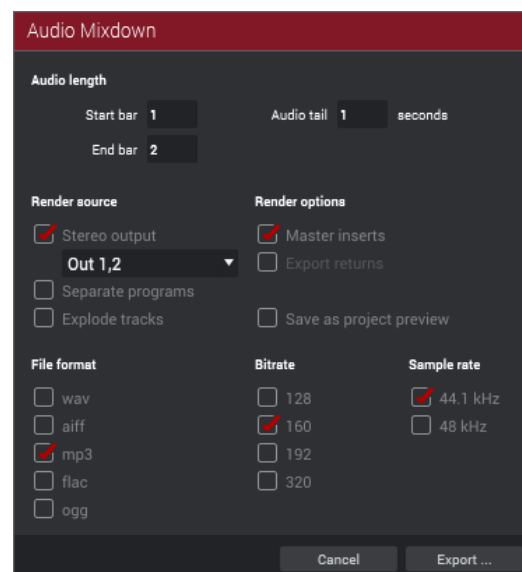 Audio Mixdown
Audio length
Start bar 1 Audio tail 1 seconds
End bar 2
Render source Render options
Stereo output Master inserts
Out 1,2 Export returns
Separate programs
Explode tracks Save as project preview
File format Bitrate Sample rate
wav 128 44.1 kHz
aiff 160 48 kHz
mp3 192
flac 320
ogg
Cancel Export ...